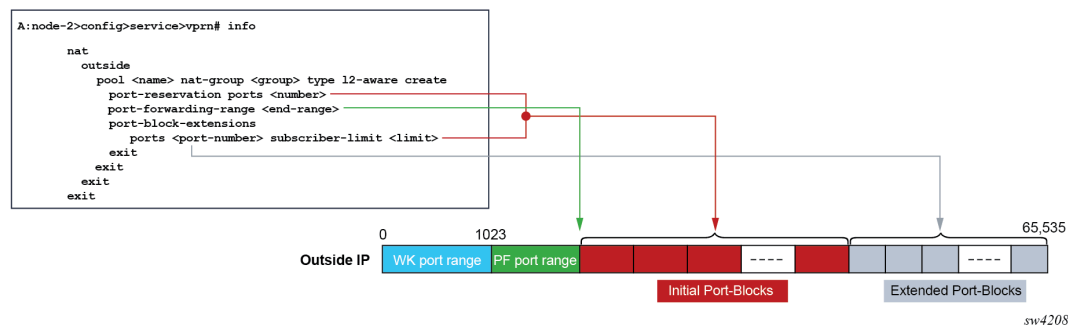 A:node-2>config>service>vprn# info
nat
outside
pool <name> nat-group <group> type l2-aware create
port-reservation ports <number>
port-forwarding-range <end-range>
port-block-extensions
ports <port-number> subscriber-limit <limit>
exit
exit
exit
exit
0 1023 65,535
Outside IP WK port range PF port range ---- ----
Initial Port-Blocks Extended Port-Blocks
sw4208